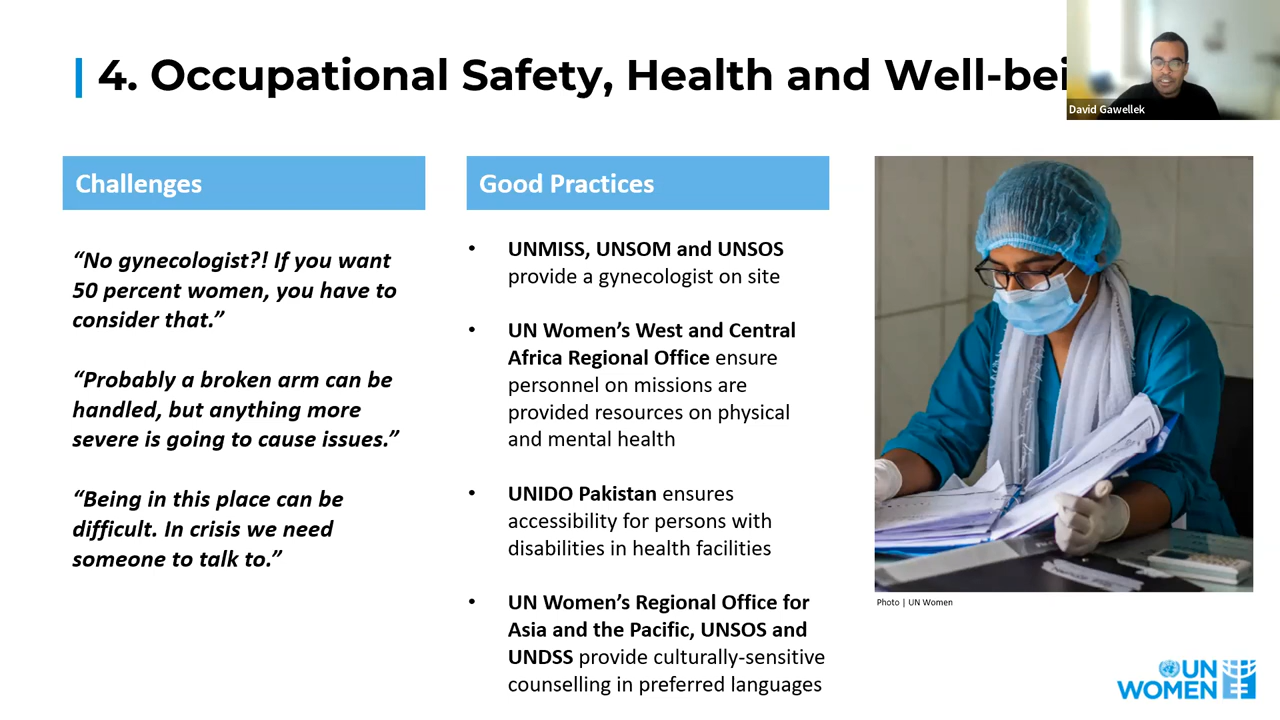 | 4. Occupational Safety, Health and Well-bei
David Gawellek
Challenges
“No gynecologist?! If you want
50 percent women, you have to
consider that.”
“Probably a broken arm can be
handled, but anything more
severe is going to cause issues.”
“Being in this place can be
difficult. In crisis we need
someone to talk to.”
Good Practices
• UNMISS, UNSOM and UNSOS
provide a gynecologist on site
• UN Women’s West and Central
Africa Regional Office ensure
personnel on missions are
provided resources on physical
and mental health
• UNIDO Pakistan ensures
accessibility for persons with
disabilities in health facilities
• UN Women’s Regional Office for
Asia and the Pacific, UNSOS and
UNDSS provide culturally-sensitive
counselling in preferred languages
Photo | UN Women
UN
WOMEN